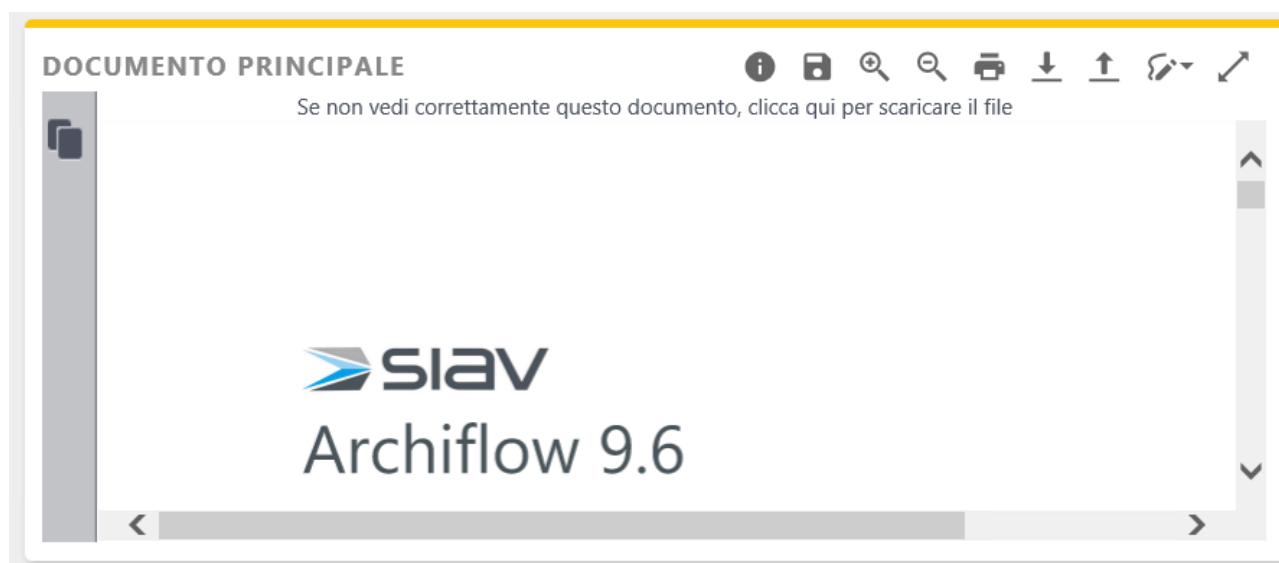 DOCUMENTO PRINCIPALE
Se non vedi correttamente questo documento, clicca qui per scaricare il file
SIAV
Archiflow 9.6